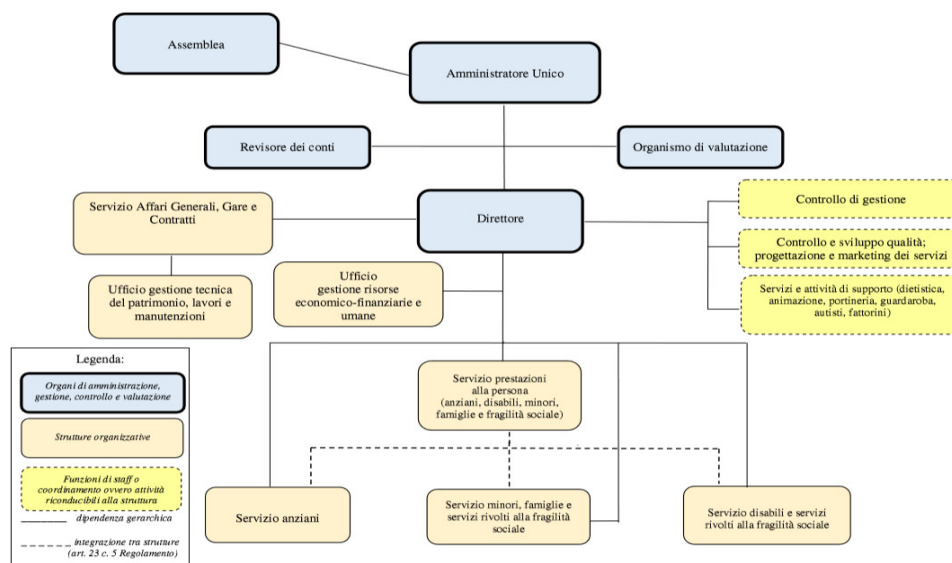 Assemblea
Amministratore Unico
Revisore dei conti
Organismo di valutazione
Servizio Affari Generali, Gare e
Contratti
Direttore
Controllo di gestione
Controllo e sviluppo qualità;
progettazione e marketing dei servizi
Ufficio gestione tecnica
del patrimonio, lavori e
manutenzioni
Ufficio
gestione risorse
economico-finanziarie e
umane
Servizi e attività di supporto (dietistica,
animazione, portineria, guardaroba,
autisti, fattorini)
Legenda:
Organi di amministrazione,
gestione, controllo e valutazione
Strutture organizzative
Funzioni di staff o
coordinamento ovvero attività
riconducibili alla struttura
dipendenza gerarchica
integrazione tra strutture
(art. 23 c. 5 Regolamento)
Servizio prestazioni
alla persona
(anziani, disabili, minori,
famiglie e fragilità sociale)
Servizio anziani
Servizio minori, famiglie e
servizi rivolti alla fragilità
sociale
Servizio disabili e servizi
rivolti alla fragilità sociale